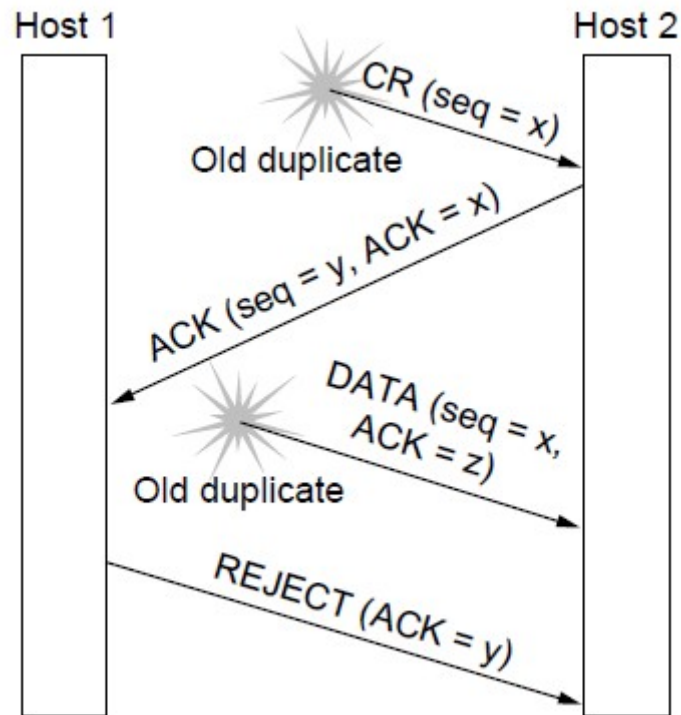 Host 1
Host 2
CR (seq = x)
Old duplicate
ACK (seq = y, ACK = x)
DATA (seq = x,
ACK = z)
Old duplicate
REJECT (ACK = y)